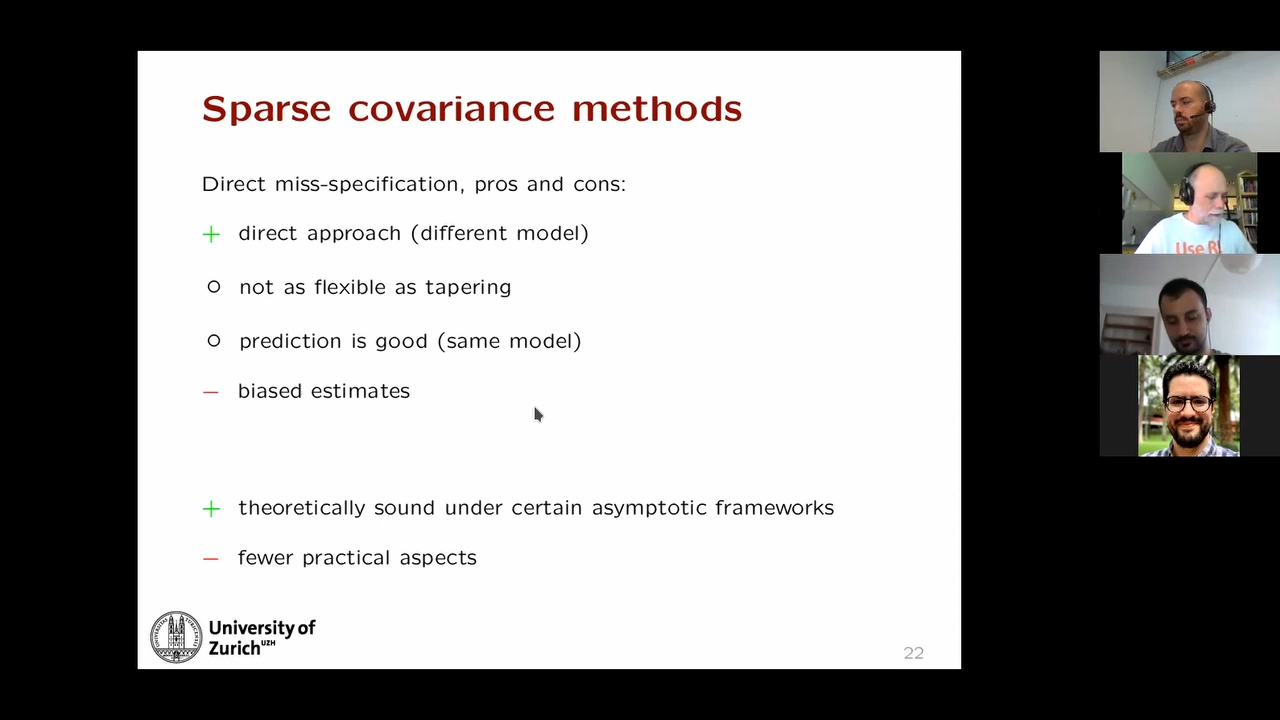 Sparse covariance methods
Direct miss-specification, pros and cons:
+ direct approach (different model)
○ not as flexible as tapering
○ prediction is good (same model)
− biased estimates
+ theoretically sound under certain asymptotic frameworks
− fewer practical aspects
University of
Zurich UZH
22
Use R!